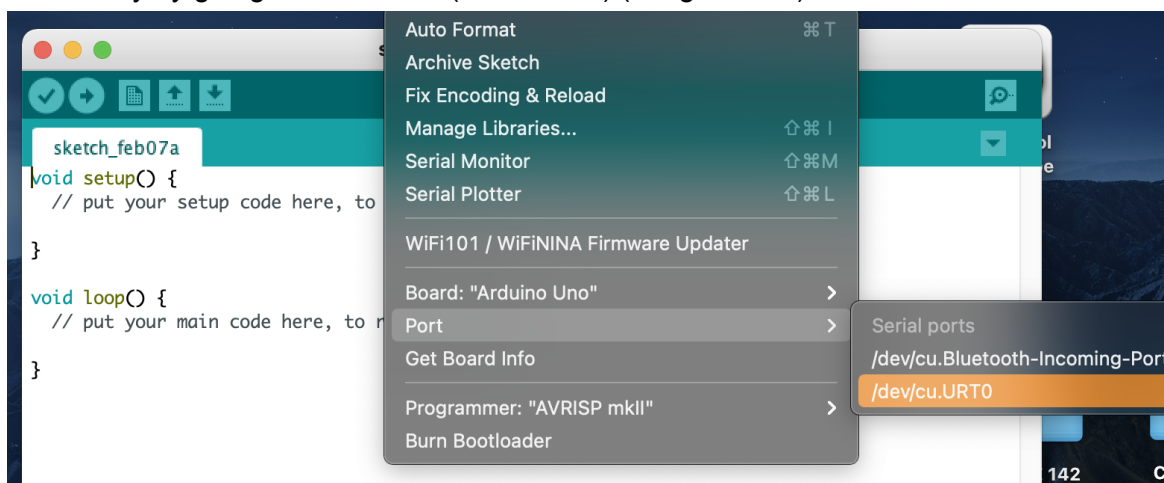 Auto Format ⌘ T
Archive Sketch
Fix Encoding & Reload
Manage Libraries... ⇧ ⌘ I
Serial Monitor ⇧ ⌘ M
Serial Plotter ⇧ ⌘ L
WiFi101 / WiFiNINA Firmware Updater
Board: "Arduino Uno"
Port
Get Board Info
Programmer: "AVRISP mkII"
Burn Bootloader
Serial ports
/dev/cu.Bluetooth-Incoming-Port
/dev/cu.URT0
sketch_feb07a
void setup() {
// put your setup code here, to
}
void loop() {
// put your main code here, to r
}
142